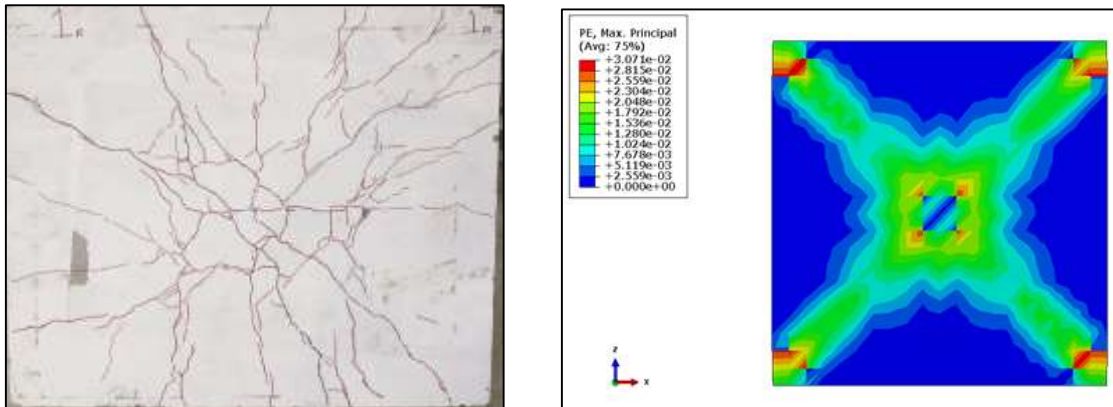 1
1
PE, Max. Principal
(Avg: 75%)
+3.071e-02
+2.815e-02
+2.559e-02
+2.304e-02
+2.048e-02
+1.792e-02
+1.536e-02
+1.280e-02
+1.024e-02
+7.678e-03
+5.119e-03
+2.559e-03
+0.000e+00
z
x